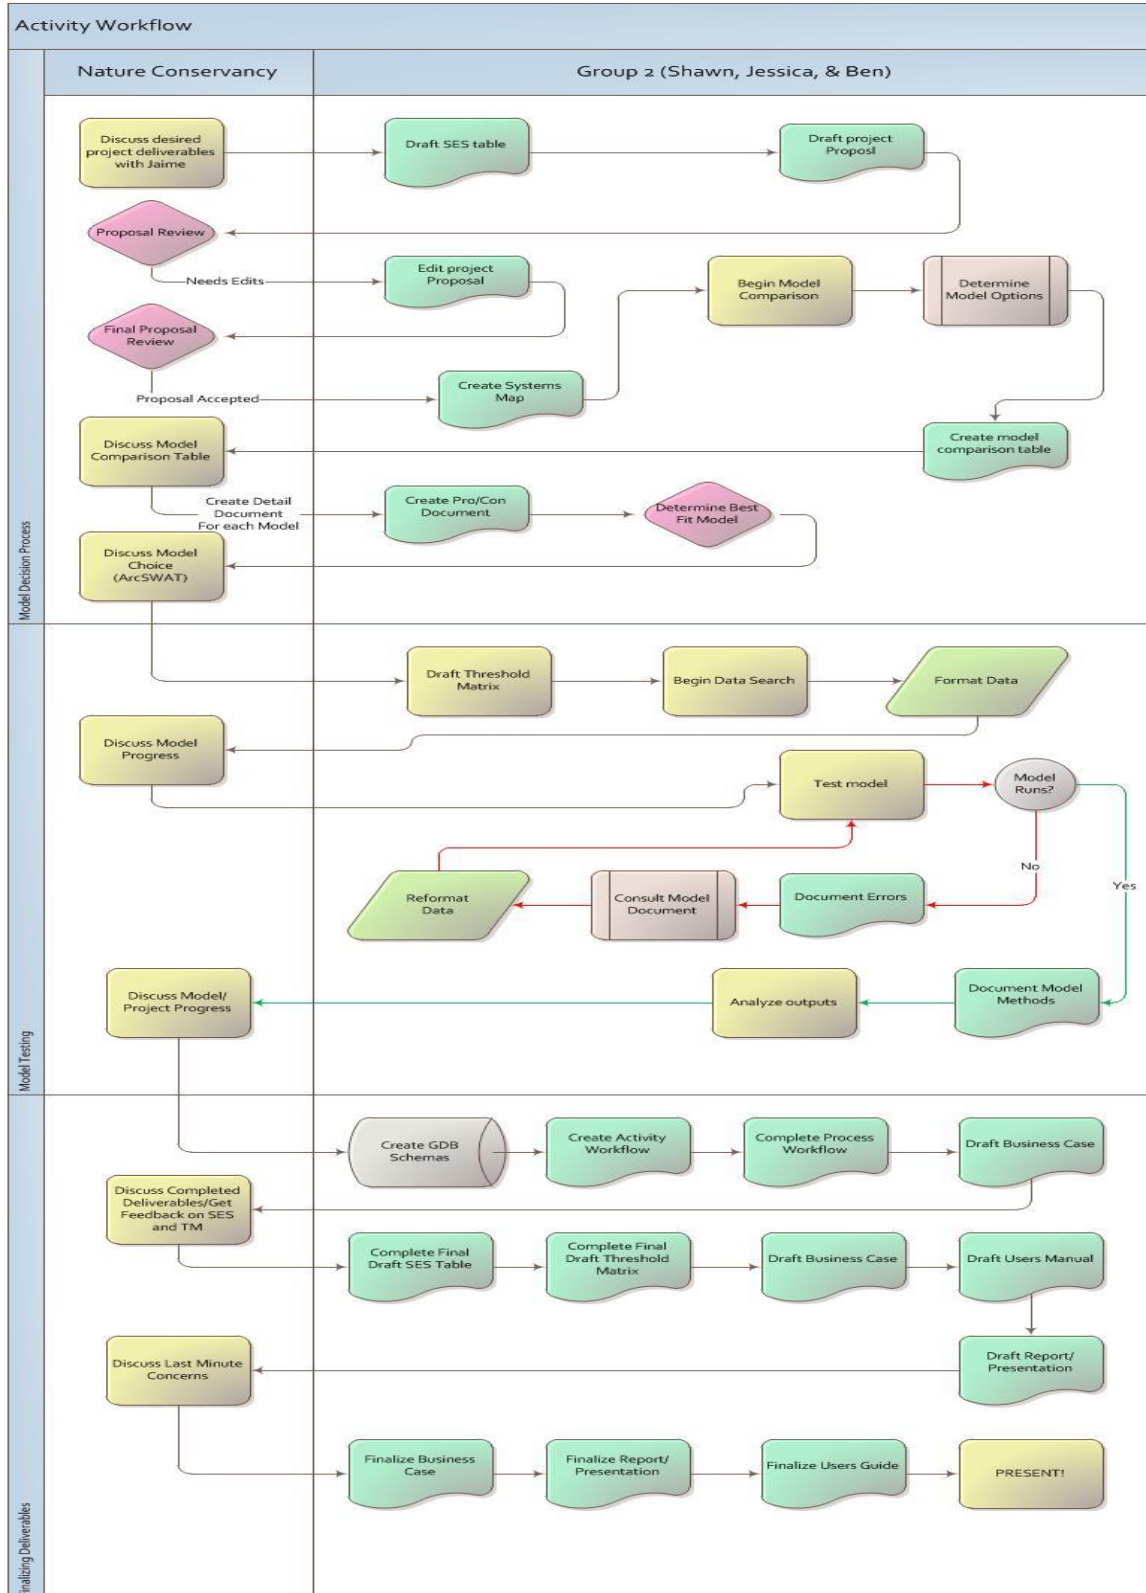 Activity Workflow
Nature Conservancy
Group 2 (Shawn, Jessica, & Ben)
Model Decision Process
Discuss desired
project deliverables
with Jaime
Draft SES table
Draft project
Proposl
Proposal Review
Needs Edits
Edit project
Proposal
Begin Model
Comparison
Determine
Model Options
Final Proposal
Review
Proposal Accepted
Create Systems
Map
Discuss Model
Comparison Table
Create model
comparison table
Create Detail
Document
For each Model
Create Pro/Con
Document
Determine Best
Fit Model
Discuss Model
Choice
(ArcSWAT)
Model Testing
Draft Threshold
Matrix
Begin Data Search
Format Data
Discuss Model
Progress
Test model
Model
Runs?
No
Yes
Reformat
Data
Consult Model
Document
Document Errors
Discuss Model/
Project Progress
Analyze outputs
Document Model
Methods
Finalizing Deliverables
Create GDB
Schemas
Create Activity
Workflow
Complete Process
Workflow
Draft Business Case
Discuss Completed
Deliverables/Get
Feedback on SES
and TM
Complete Final
Draft SES Table
Complete Final
Draft Threshold
Matrix
Draft Business Case
Draft Users Manual
Discuss Last Minute
Concerns
Draft Report/
Presentation
Finalize Business
Case
Finalize Report/
Presentation
Finalize Users Guide
PRESENT!